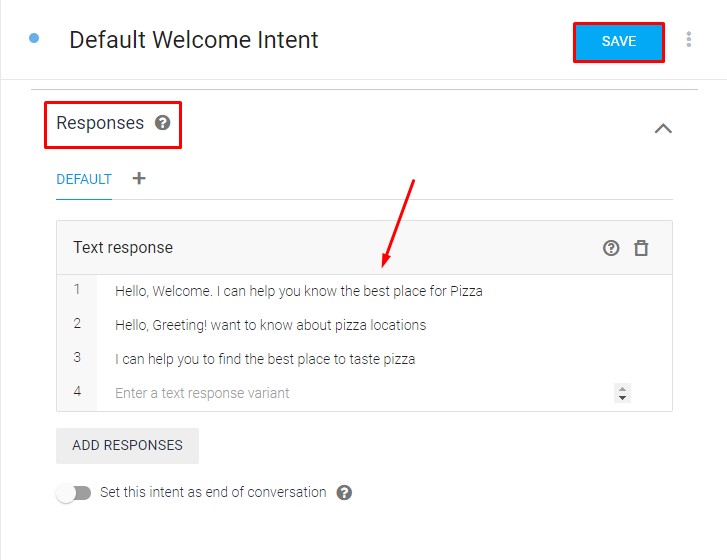 Default Welcome Intent
SAVE
Responses
DEFAULT +
Text response
1 Hello, Welcome. I can help you know the best place for Pizza
2 Hello, Greeting! want to know about pizza locations
3 I can help you to find the best place to taste pizza
4 Enter a text response variant
ADD RESPONSES
Set this intent as end of conversation